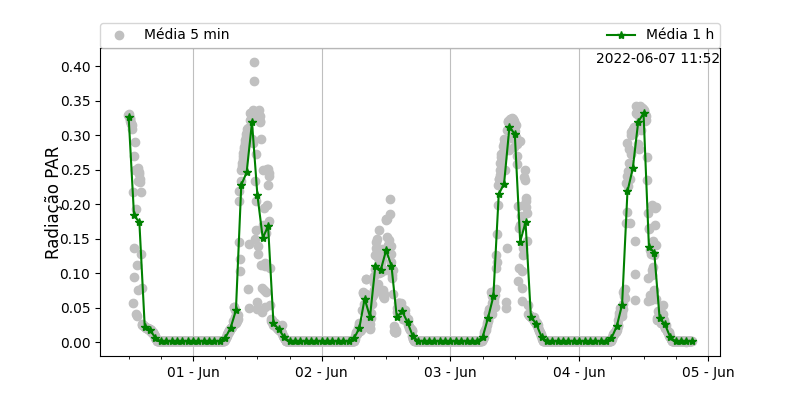 Média 5 min
Média 1 h
2022-06-07 11:52
Radiação PAR
0.40
0.35
0.30
0.25
0.20
0.15
0.10
0.05
0.00
01 - Jun
02 - Jun
03 - Jun
04 - Jun
05 - Jun